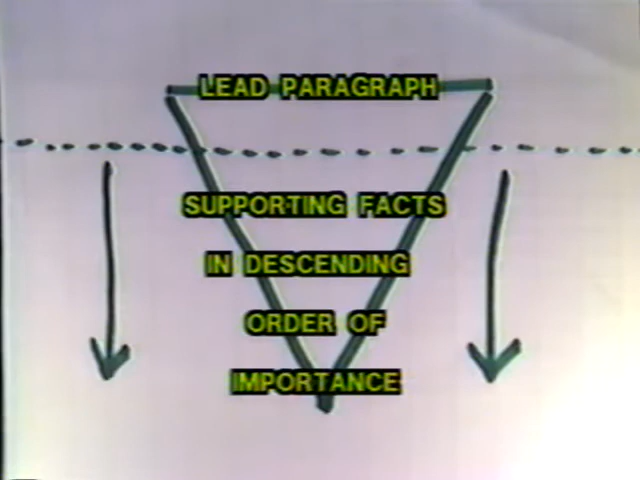 LEAD PARAGRAPH
SUPPORTING FACTS
IN DESCENDING
ORDER OF
IMPORTANCE